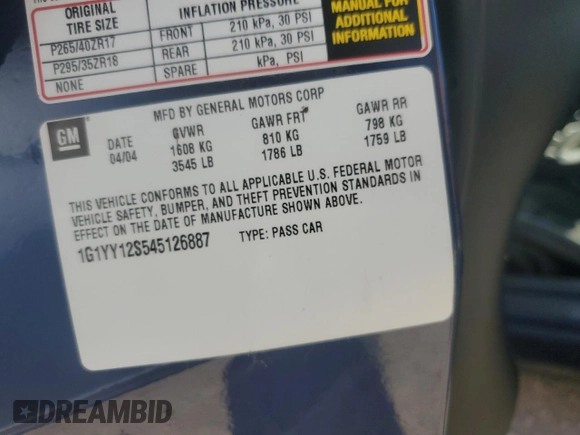 ORIGINAL
TIRE SIZE
INFLATION PRESSURE
P265/40ZR17 FRONT 210 kPa, 30 PSI
P295/35ZR18 REAR 210 kPa, 30 PSI
NONE SPARE kPa, PSI
MANUAL FOR
ADDITIONAL
INFORMATION
GM
MFD BY GENERAL MOTORS CORP
DATE GVWR GAWR FRT GAWR RR
04/04 1608 KG 810 KG 798 KG
3545 LB 1786 LB 1759 LB
THIS VEHICLE CONFORMS TO ALL APPLICABLE U.S. FEDERAL MOTOR
VEHICLE SAFETY, BUMPER, AND THEFT PREVENTION STANDARDS IN
EFFECT ON THE DATE OF MANUFACTURE SHOWN ABOVE.
1G1YY12S545126887 TYPE: PASS CAR
DREAMBID